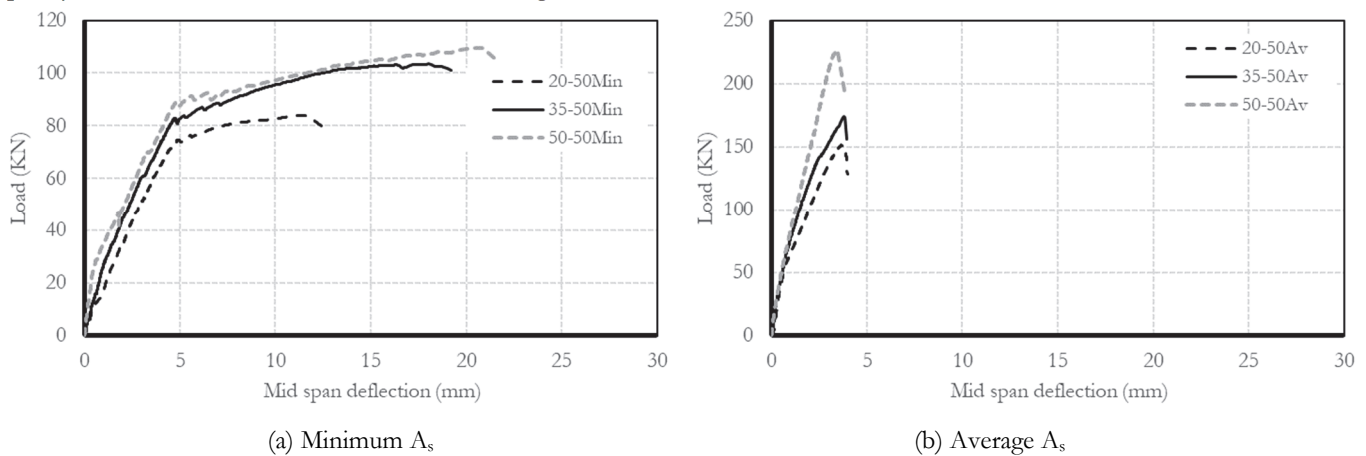 120
100
80
60
40
20
0
Load (KN)
0 5 10 15 20 25 30
Mid span deflection (mm)
20-50Min
35-50Min
50-50Min
(a) Minimum As
250
200
150
100
50
0
Load (KN)
0 5 10 15 20 25 30
Mid span deflection (mm)
20-50Av
35-50Av
50-50Av
(b) Average As